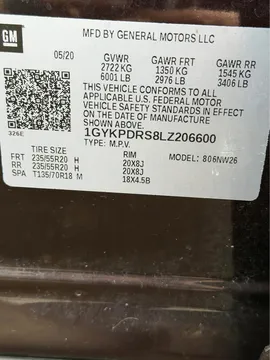 GM
MFD BY GENERAL MOTORS LLC
05/20 GVWR GAWR FRT GAWR RR
2722 KG 1350 KG 1545 KG
6001 LB 2976 LB 3406 LB
THIS VEHICLE CONFORMS TO ALL
APPLICABLE U.S. FEDERAL MOTOR
VEHICLE SAFETY STANDARDS IN EFFECT
ON THE DATE OF MANUFACTURE SHOWN
ABOVE.
1GYKPDRS8LZ206600
TYPE: M.P.V.
326E
TIRE SIZE RIM MODEL: 806NW26
FRT 235/55R20 H 20X8J
RR 235/55R20 H 20X8J
SPA T135/70R18 M 18X4.5B